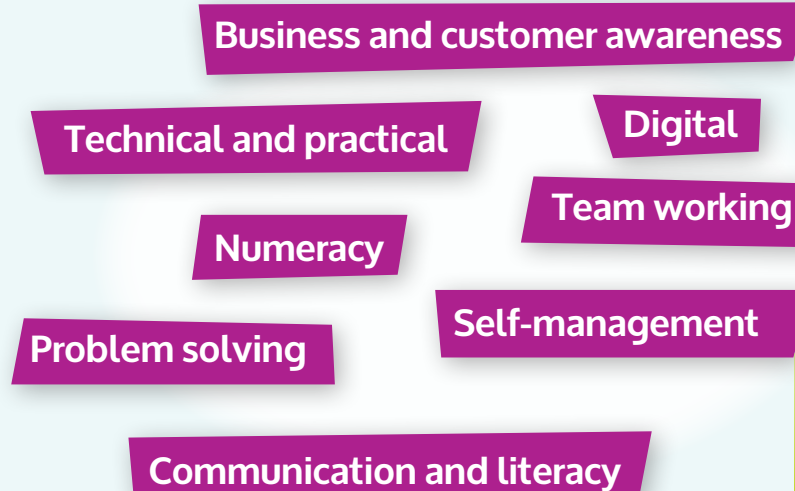 Business and customer awareness
Technical and practical
Digital
Team working
Numeracy
Self-management
Problem solving
Communication and literacy